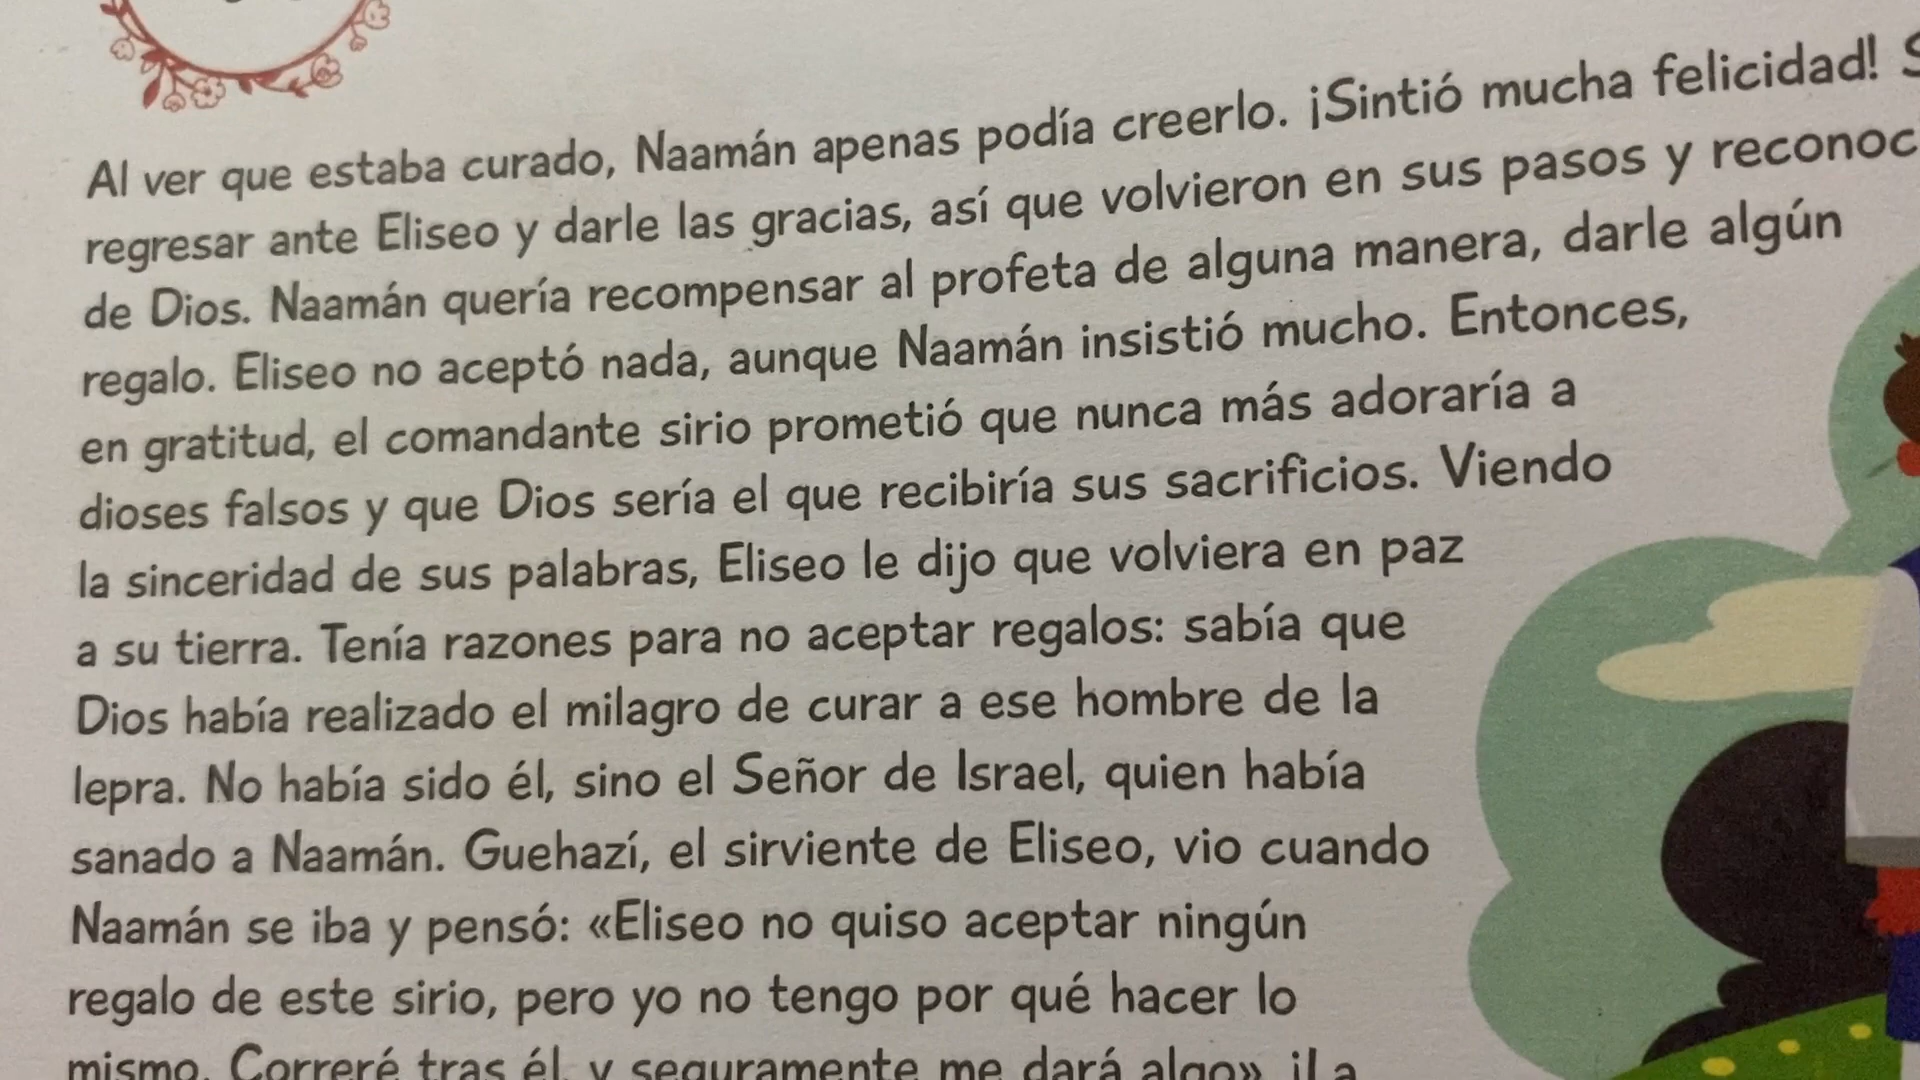 Al ver que estaba curado, Naamán apenas podía creerlo. ¡Sintió mucha felicidad!
regresar ante Eliseo y darle las gracias, así que volvieron en sus pasos y
de Dios. Naamán quería recompensar al profeta de alguna manera, darle algún
regalo. Eliseo no aceptó nada, aunque Naamán insistió mucho. Entonces,
en gratitud, el comandante sirio prometió que nunca más adoraría a
dioses falsos y que Dios sería el que recibiría sus sacrificios. Viendo
la sinceridad de sus palabras, Eliseo le dijo que volviera en paz
a su tierra. Tenía razones para no aceptar regalos: sabía que
Dios había realizado el milagro de curar a ese hombre de la
lepra. No había sido él, sino el Señor de Israel, quien había
sanado a Naamán. Guehazí, el sirviente de Eliseo, vio cuando
Naamán se iba y pensó: «Eliseo no quiso aceptar ningún
regalo de este sirio, pero yo no tengo por qué hacer lo
mismo. Correré tras él, y seguramente me dará algo». ¡La